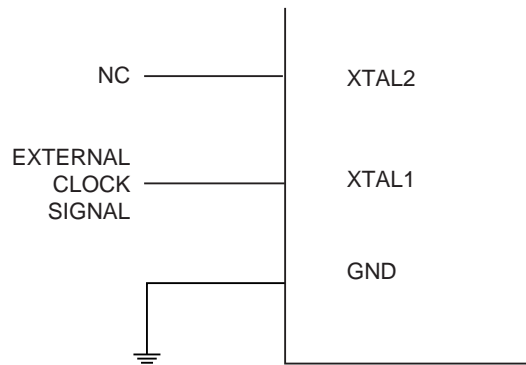 NC
XTAL2
EXTERNAL
CLOCK
SIGNAL
XTAL1
GND